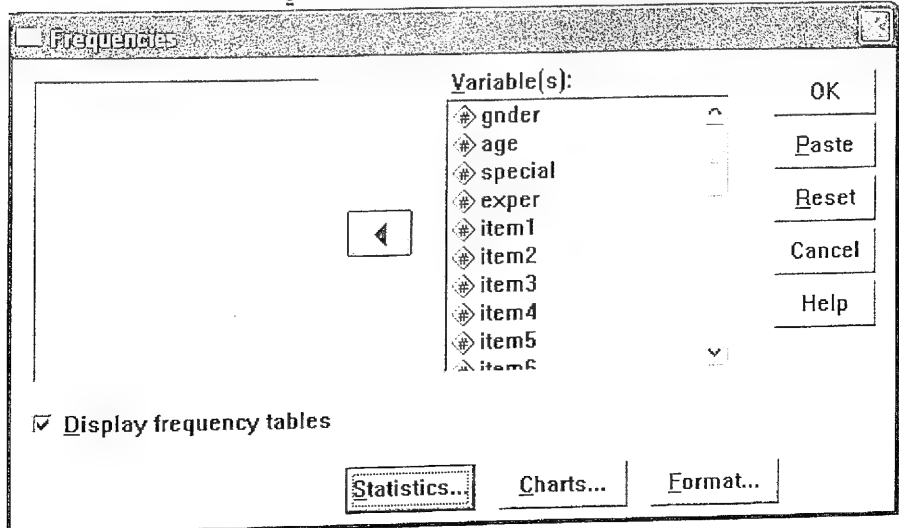 Frequencies
Variable(s):
gnder
age
special
exper
item1
item2
item3
item4
item5
item6
OK
Paste
Reset
Cancel
Help
Display frequency tables
Statistics...
Charts...
Format...